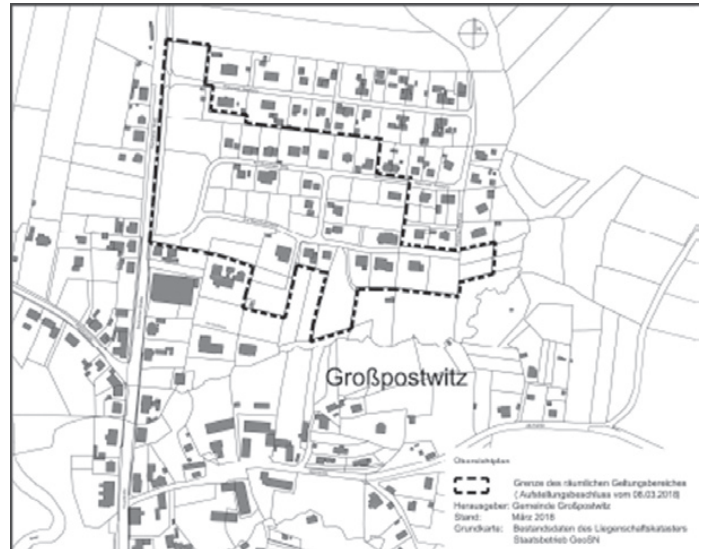 Großpostwitz
Übersichtsplan
Grenze des räumlichen Geltungsbereiches
( Aufstellungsbeschluss vom 08.03.2018)
Herausgeber: Gemeinde Großpostwitz
Stand: März 2018
Grundkarte: Bestandsdaten des Liegenschaftskatasters
Staatsbetrieb GeoSN